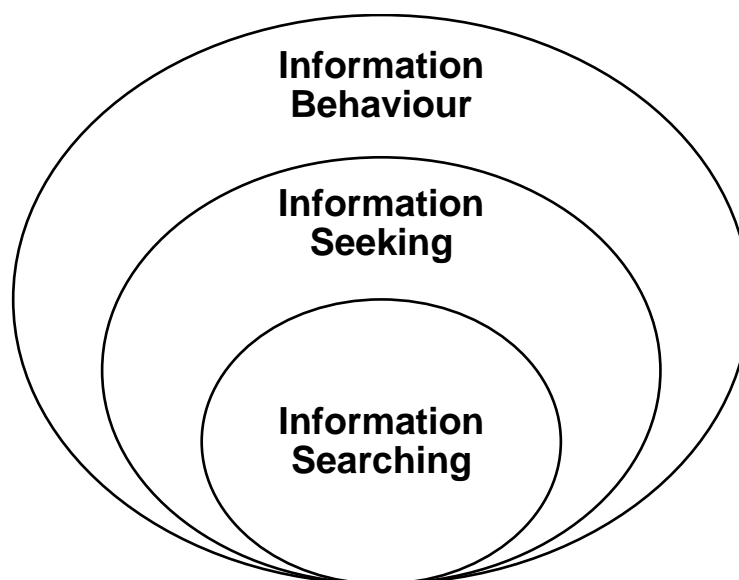 Information
Behaviour
Information
Seeking
Information
Searching